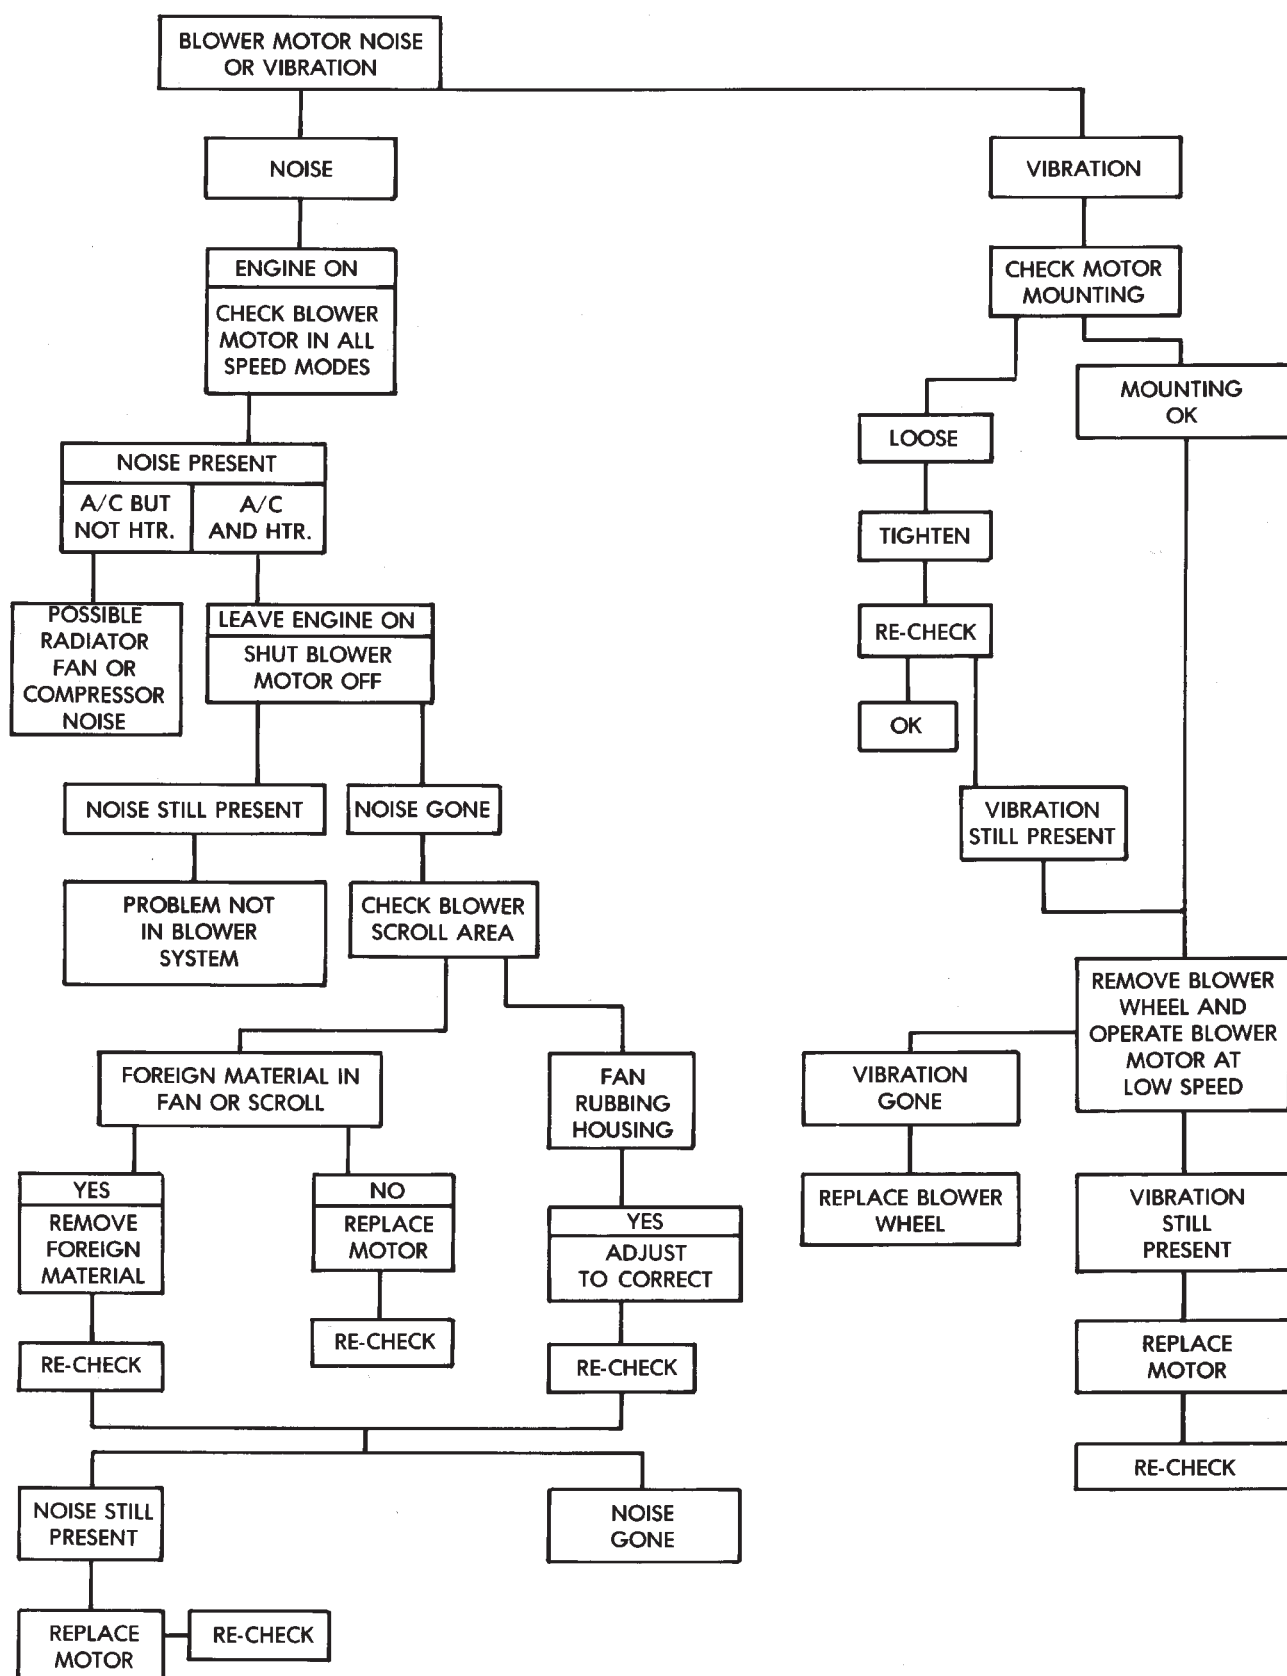 BLOWER MOTOR NOISE
OR VIBRATION
NOISE
ENGINE ON
CHECK BLOWER
MOTOR IN ALL
SPEED MODES
NOISE PRESENT
A/C BUT
NOT HTR.
A/C
AND HTR.
POSSIBLE
RADIATOR
FAN OR
COMPRESSOR
NOISE
LEAVE ENGINE ON
SHUT BLOWER
MOTOR OFF
NOISE STILL PRESENT
PROBLEM NOT
IN BLOWER
SYSTEM
NOISE GONE
CHECK BLOWER
SCROLL AREA
FOREIGN MATERIAL IN
FAN OR SCROLL
YES
REMOVE
FOREIGN
MATERIAL
RE-CHECK
NO
REPLACE
MOTOR
RE-CHECK
FAN
RUBBING
HOUSING
YES
ADJUST
TO CORRECT
RE-CHECK
NOISE STILL
PRESENT
REPLACE
MOTOR
RE-CHECK
NOISE
GONE
VIBRATION
CHECK MOTOR
MOUNTING
LOOSE
TIGHTEN
RE-CHECK
OK
VIBRATION
STILL PRESENT
MOUNTING
OK
REMOVE BLOWER
WHEEL AND
OPERATE BLOWER
MOTOR AT
LOW SPEED
VIBRATION
GONE
REPLACE BLOWER
WHEEL
VIBRATION
STILL
PRESENT
REPLACE
MOTOR
RE-CHECK